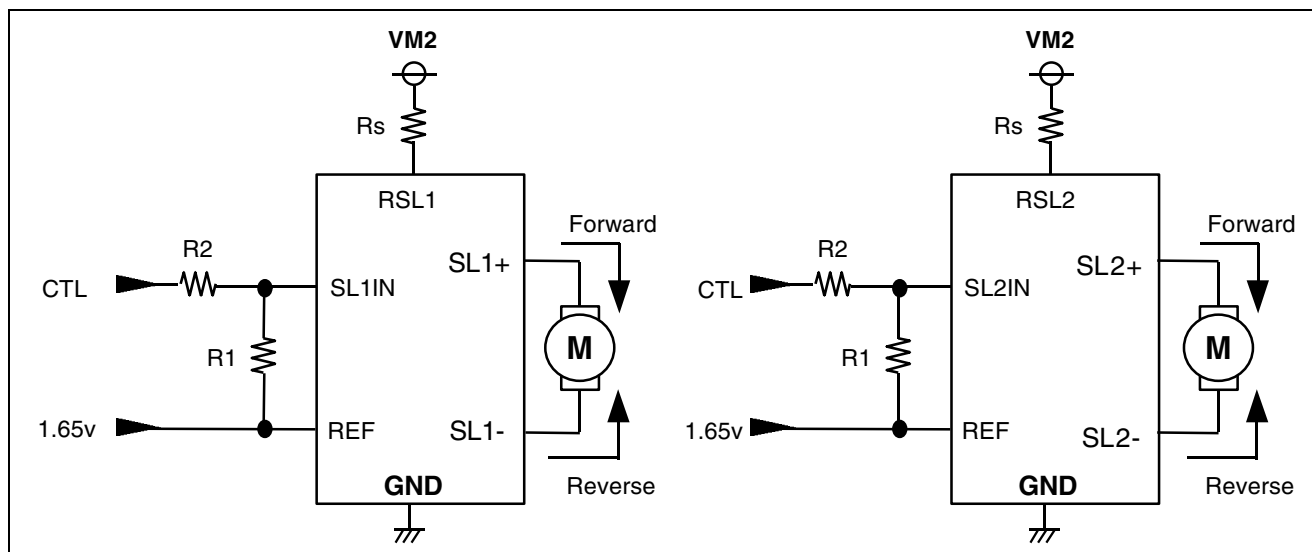 VM2
Rs
RSL1
Forward
R2
SL1+
CTL
SL1IN
R1
M
1.65v
REF
SL1-
GND
Reverse
VM2
Rs
RSL2
Forward
R2
SL2+
CTL
SL2IN
R1
M
1.65v
REF
SL2-
GND
Reverse